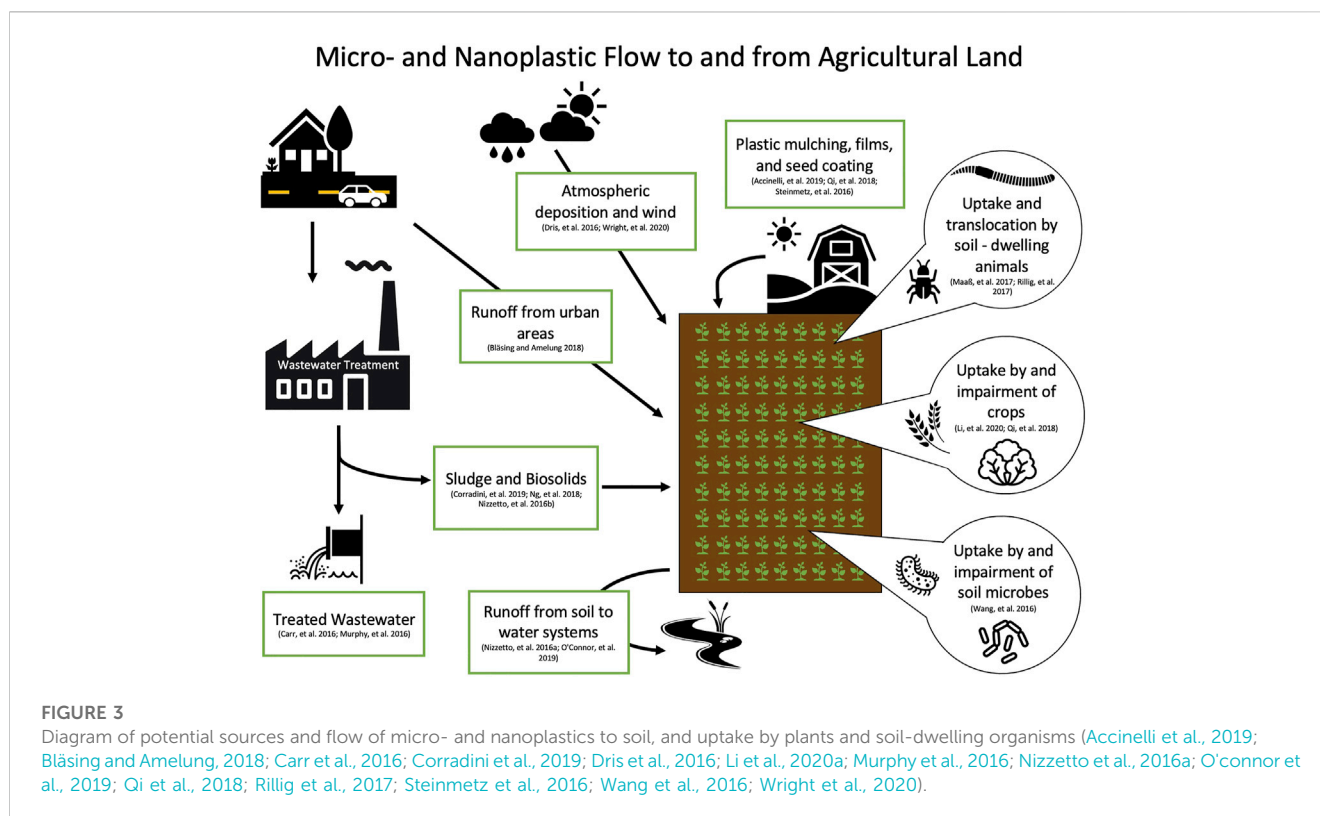 Micro- and Nanoplastic Flow to and from Agricultural Land
Plastic mulching, films,
and seed coating
(Accinelli, et al. 2019; Qi, et al. 2018;
Steinmetz, et al. 2016)
Atmospheric
deposition and wind
(Dris, et al. 2016; Wright, et al. 2020)
Uptake and
translocation by
soil - dwelling
animals
(Maaß, et al. 2017; Rillig, et al.
2017)
Runoff from urban
areas
(Bläsing and Amelung 2018)
Wastewater Treatment
Uptake by and
impairment of
crops
(Li, et al. 2020; Qi, et al. 2018)
Sludge and Biosolids
(Corradini, et al. 2019; Ng, et al. 2018;
Nizzetto, et al. 2016b)
Uptake by and
impairment of
soil microbes
(Wang, et al. 2016)
Treated Wastewater
(Carr, et al. 2016; Murphy, et al. 2016)
Runoff from soil to
water systems
(Nizzetto, et al. 2016a; O'Connor, et al.
2019)
FIGURE 3
Diagram of potential sources and flow of micro- and nanoplastics to soil, and uptake by plants and soil-dwelling organisms (Accinelli et al., 2019;
Bläsing and Amelung, 2018; Carr et al., 2016; Corradini et al., 2019; Dris et al., 2016; Li et al., 2020a; Murphy et al., 2016; Nizzetto et al., 2016a; O'connor et
al., 2019; Qi et al., 2018; Rillig et al., 2017; Steinmetz et al., 2016; Wang et al., 2016; Wright et al., 2020).